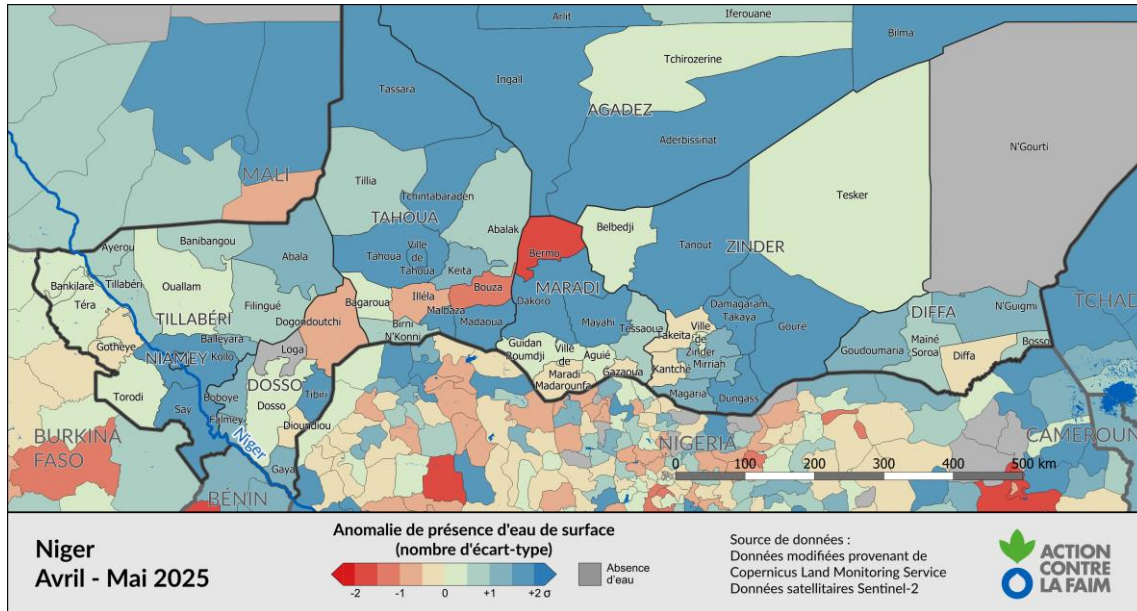 Arlit
Iferouane
Bilma
Tchirozerine
Ingall
Tassara
AGADEZ
Aderbissinat
N'Gourti
MALI
Tillia
Tchintabaraden
Tesker
TAHOUA
Abalak
Belbedji
Banibangou
Ayerou
Abala
Tahoua
Ville
de
Tahoua
Keita
Bermo
Tanout
ZINDER
Bankilaré
Tillabéri
Ouallam
Filingué
Téra
TILLABÉRI
Bagaroua
Illéla
Bouza
Malbaza
Dakoro
MARADI
Madaoua
Mayahi
Tessaoua
Damagaram
Takaya
Goure
DIFFA
N'Guigmi
TCHAD
Dogondoutchi
Birni
N'Konni
Gothèye
Balleyara
NIAMEY
Kollo
Loga
Guidan
Roumdji
Ville
de
Maradi
Madarounfa
Aguié
Gazaoua
Takeita
Ville
de
Zinder
Mirriah
Kantché
Magaria
Dungass
Goudoumaria
Maïné
Soroa
Diffa
Bosso
Torodi
Say
Boboye
DOSSO
Dosso
Tibiri
Falmey
Dioundiou
Gaya
Niger
BURKINA
FASO
BÉNIN
NIGERIA
CAMEROUN
0 100 200 300 400 500 km
Niger
Avril - Mai 2025
Anomalie de présence d'eau de surface
(nombre d'écart-type)
-2 -1 0 +1 +2 σ
Absence
d'eau
Source de données :
Données modifiées provenant de
Copernicus Land Monitoring Service
Données satellitaires Sentinel-2
ACTION
CONTRE
LA FAIM